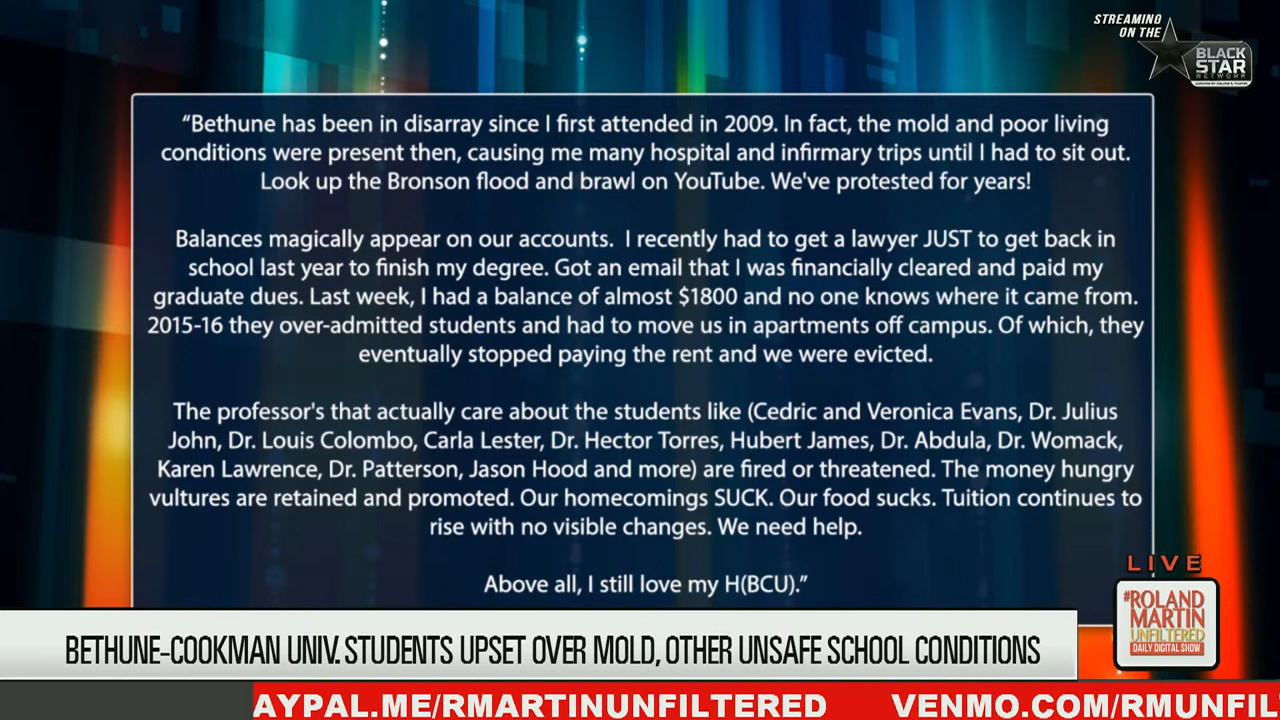 STREAMING
ON THE
BLACK
STAR
NETWORK
“Bethune has been in disarray since I first attended in 2009. In fact, the mold and poor living
conditions were present then, causing me many hospital and infirmary trips until I had to sit out.
Look up the Bronson flood and brawl on YouTube. We've protested for years!
Balances magically appear on our accounts.  I recently had to get a lawyer JUST to get back in
school last year to finish my degree. Got an email that I was financially cleared and paid my
graduate dues. Last week, I had a balance of almost $1800 and no one knows where it came from.
2015-16 they over-admitted students and had to move us in apartments off campus. Of which, they
eventually stopped paying the rent and we were evicted.
The professor's that actually care about the students like (Cedric and Veronica Evans, Dr. Julius
John, Dr. Louis Colombo, Carla Lester, Dr. Hector Torres, Hubert James, Dr. Abdula, Dr. Womack,
Karen Lawrence, Dr. Patterson, Jason Hood and more) are fired or threatened. The money hungry
vultures are retained and promoted. Our homecomings SUCK. Our food sucks. Tuition continues to
rise with no visible changes. We need help.
Above all, I still love my H(BCU).”
LIVE
#ROLAND
MARTIN
UNFILTERED
DAILY DIGITAL SHOW
BETHUNE-COOKMAN UNIV. STUDENTS UPSET OVER MOLD, OTHER UNSAFE SCHOOL CONDITIONS
AYPAL.ME/RMARTINUNFILTERED VENMO.COM/RMUNFIL